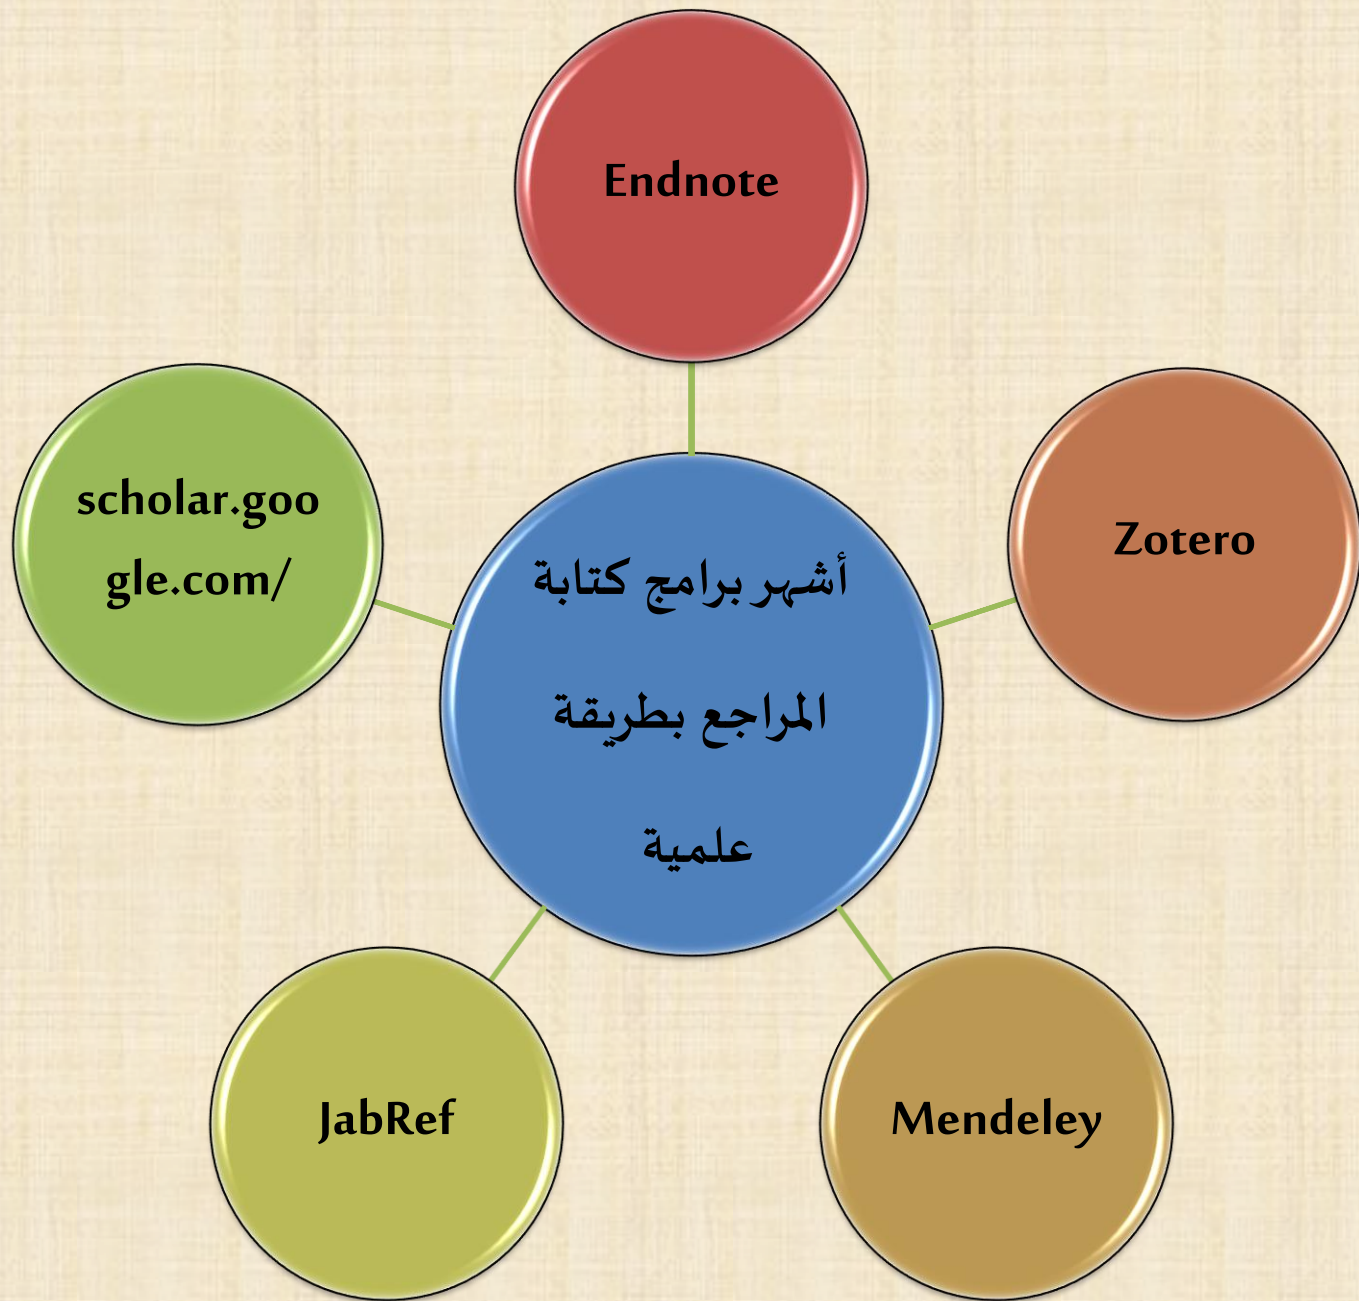 Endnote
Zotero
Mendeley
JabRef
scholar.goo
gle.com/
أشهر برامج كتابة
المراجع بطريقة
علمية